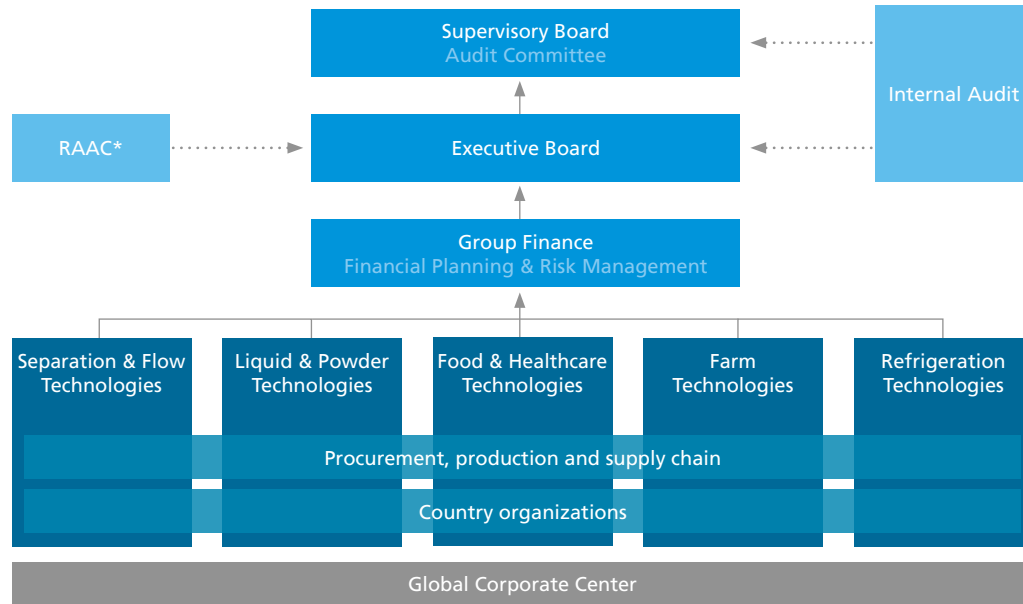 Supervisory Board
Audit Committee
Internal Audit
RAAC*
Executive Board
Group Finance
Financial Planning & Risk Management
Separation & Flow
Technologies
Liquid & Powder
Technologies
Food & Healthcare
Technologies
Farm
Technologies
Refrigeration
Technologies
Procurement, production and supply chain
Country organizations
Global Corporate Center